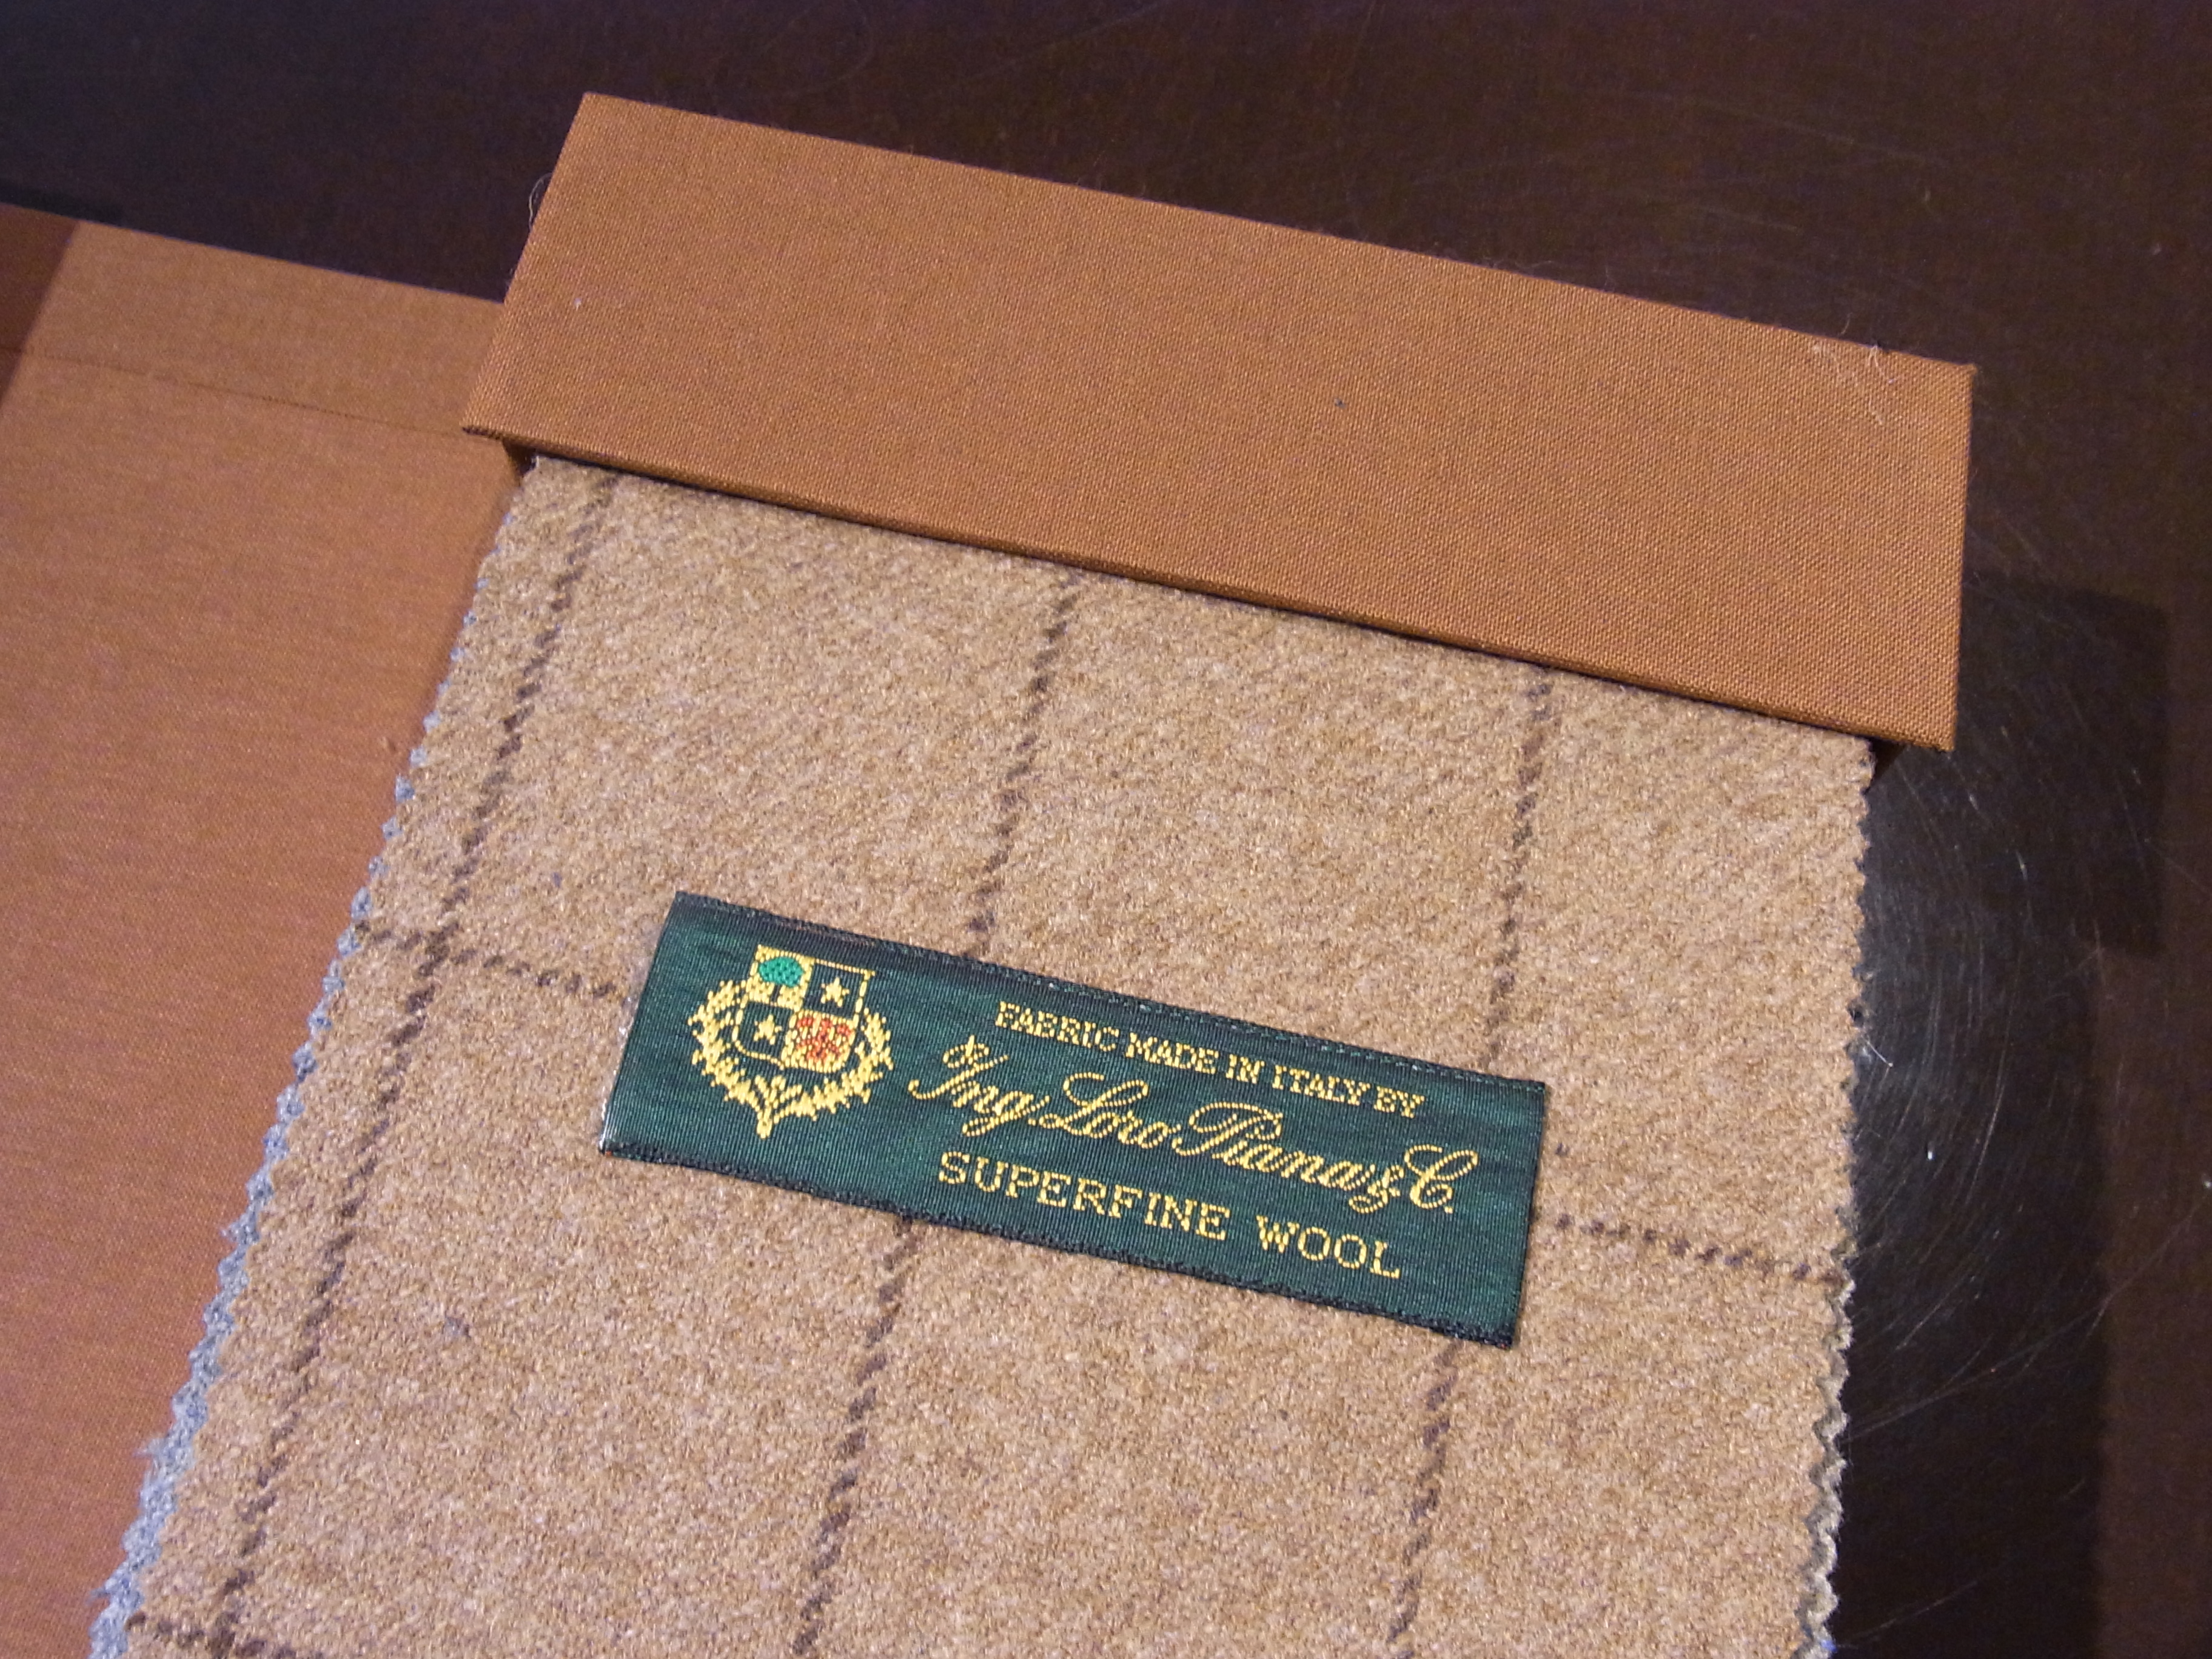 FABRIC MADE IN ITALY BY
Ing. Loro Piana & C.
SUPERFINE WOOL